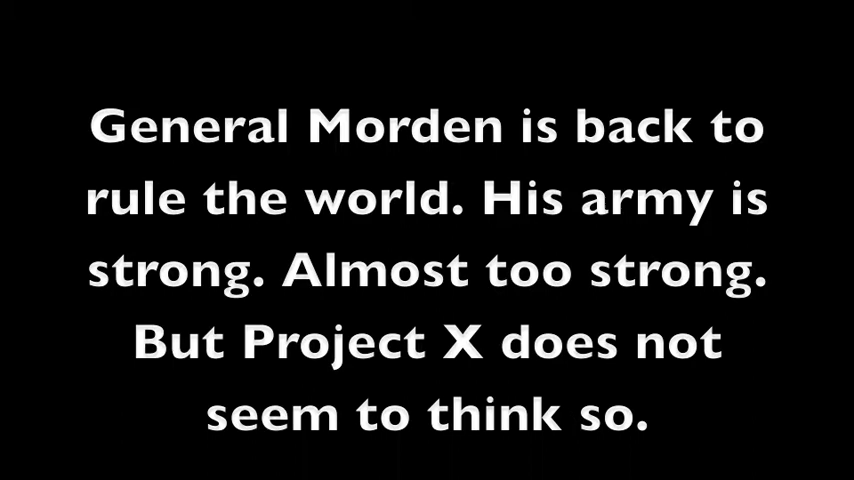 General Morden is back to
rule the world. His army is
strong. Almost too strong.
But Project X does not
seem to think so.